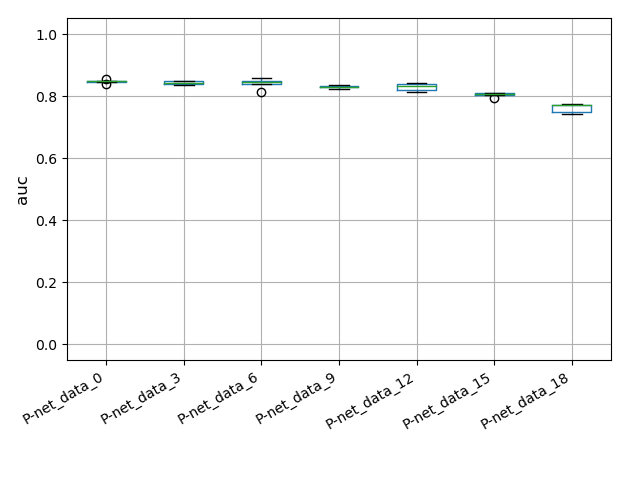 1.0
0.8
0.6
0.4
0.2
0.0
auc
P-net_data_0
P-net_data_3
P-net_data_6
P-net_data_9
P-net_data_12
P-net_data_15
P-net_data_18